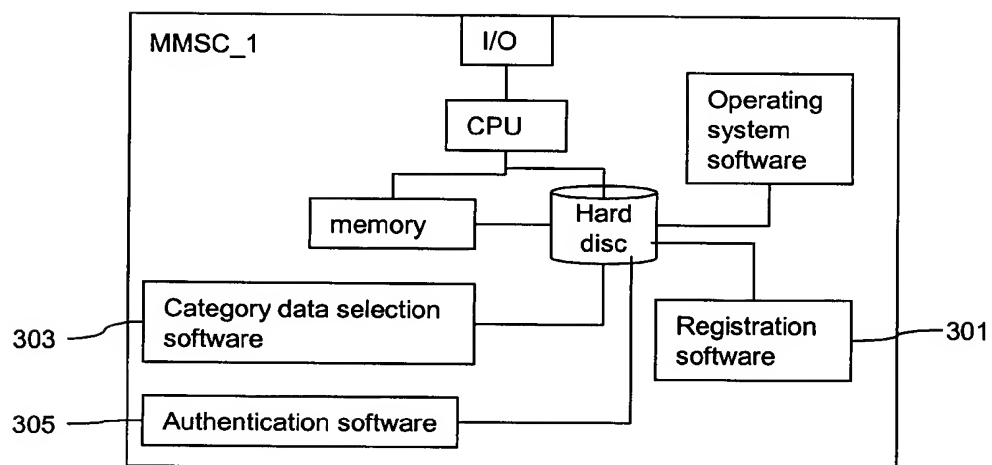 MMSC_1
I/O
CPU
Operating
system
software
memory
Hard
disc
303
Category data selection
software
Registration
software
301
305
Authentication software